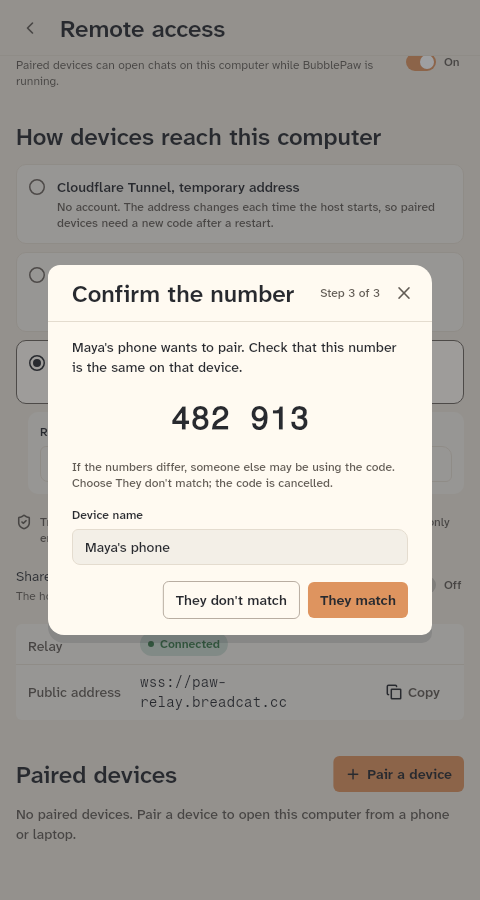 Remote access
Paired devices can open chats on this computer while BubblePaw is
running.
On
How devices reach this computer
Cloudflare Tunnel, temporary address
No account. The address changes each time the host starts, so paired
devices need a new code after a restart.
Confirm the number
Step 3 of 3
Maya's phone wants to pair. Check that this number
is the same on that device.
482 913
If the numbers differ, someone else may be using the code.
Choose They don't match; the code is cancelled.
Device name
Maya's phone
They don't match
They match
only
Share
Off
The
Relay
Connected
Public address
wss://paw-
relay.breadcat.cc
Copy
Paired devices
Pair a device
No paired devices. Pair a device to open this computer from a phone
or laptop.